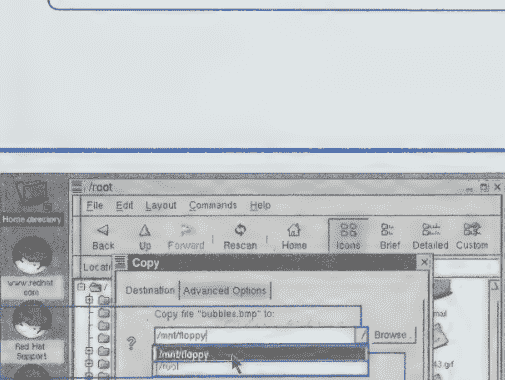 /root
Home directory
File Edit Layout Commands Help
Back Up Forward Rescan Home Icons Brief Detailed Custom
www.redhat.com
Copy
Destination Advanced Options
Copy file "bubbles.bmp" to:
Red Hat Support
/mnt/floppy Browse...
/mnt/floppy
/root
43.gif